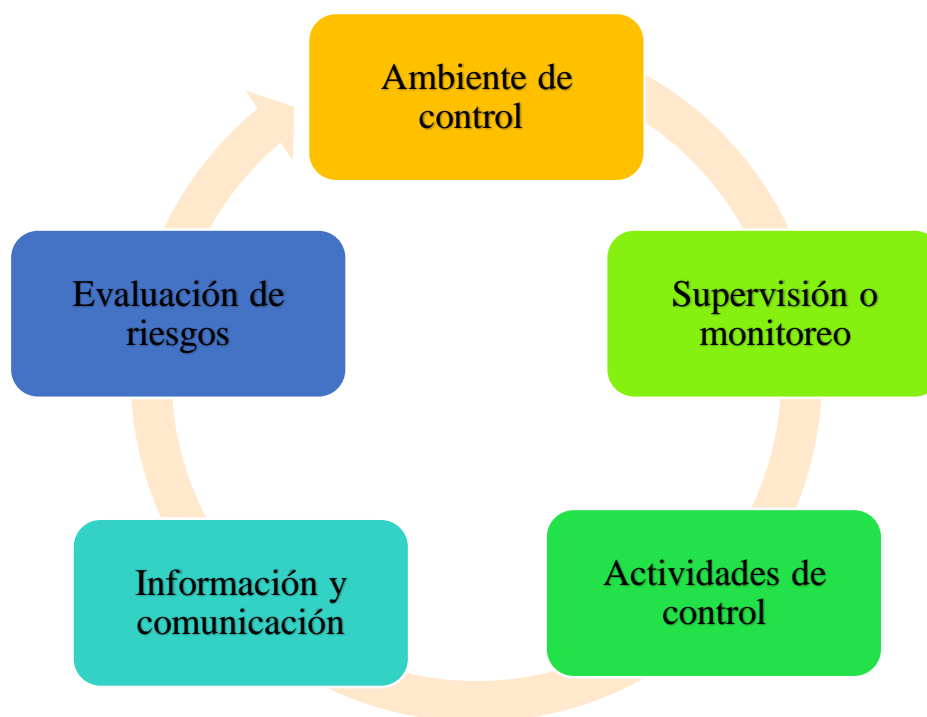 Ambiente de
control
Supervisión o
monitoreo
Actividades de
control
Información y
comunicación
Evaluación de
riesgos